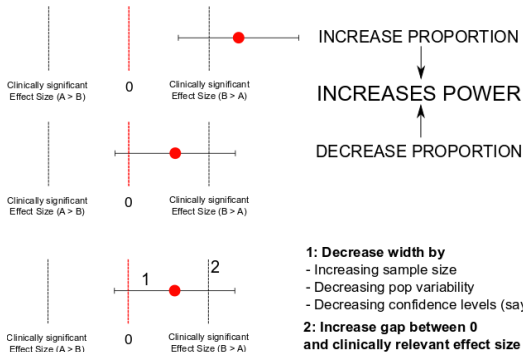 INCREASE PROPORTION
Clinically significant
Effect Size (A > B)
0
Clinically significant
Effect Size (B > A)
INCREASES POWER
DECREASE PROPORTION
Clinically significant
Effect Size (A > B)
0
Clinically significant
Effect Size (B > A)
1
2
Clinically significant
Effect Size (A > B)
0
Clinically significant
Effect Size (B > A)
1: Decrease width by
- Increasing sample size
- Decreasing pop variability
- Decreasing confidence levels (say
2: Increase gap between 0
and clinically relevant effect size